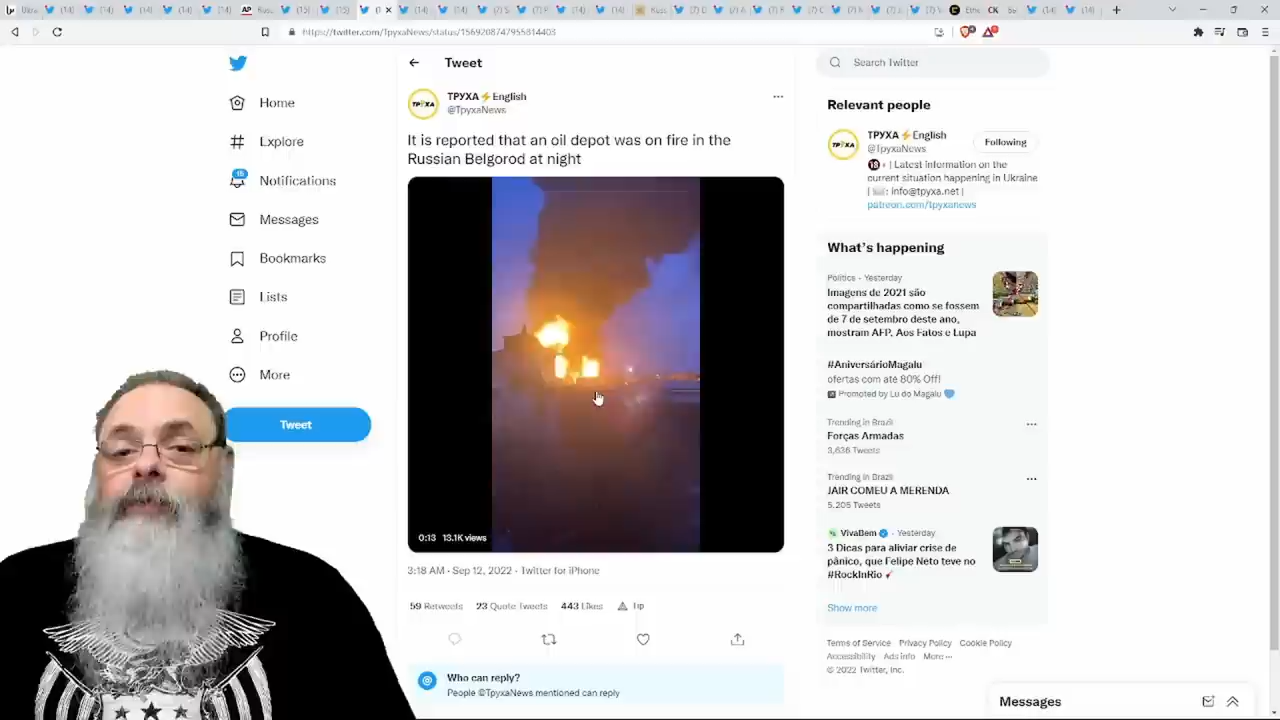 https://twitter.com/TpyxaNews/status/1569208747955814403
Home
Explore
15
Notifications
Messages
Bookmarks
Lists
Profile
More
Tweet
Tweet
ТРУХА⚡English
@TpyxaNews
It is reported that an oil depot was on fire in the
Russian Belgorod at night
0:13 13.1K views
3:18 AM · Sep 12, 2022 · Twitter for iPhone
59 Retweets 23 Quote Tweets 443 Likes Tip
Who can reply?
People @TpyxaNews mentioned can reply
Search Twitter
Relevant people
ТРУХА⚡English
@TpyxaNews
Following
🔞 | Latest information on the
current situation happening in Ukraine
| 📧: info@tpyxa.net |
patreon.com/tpyxanews
What's happening
Politics · Yesterday
Imagens de 2021 são
compartilhadas como se fossem
de 7 de setembro deste ano,
mostram AFP, Aos Fatos e Lupa
#AniversárioMagalu
ofertas com até 80% Off!
Promoted by Lu do Magalu 💙
Trending in Brazil
Forças Armadas
3,636 Tweets
Trending in Brazil
JAIR COMEU A MERENDA
5,205 Tweets
VivaBem · Yesterday
3 Dicas para aliviar crise de
pânico, que Felipe Neto teve no
#RockInRio
Show more
Terms of Service Privacy Policy Cookie Policy
Accessibility Ads info More ···
© 2022 Twitter, Inc.
Messages